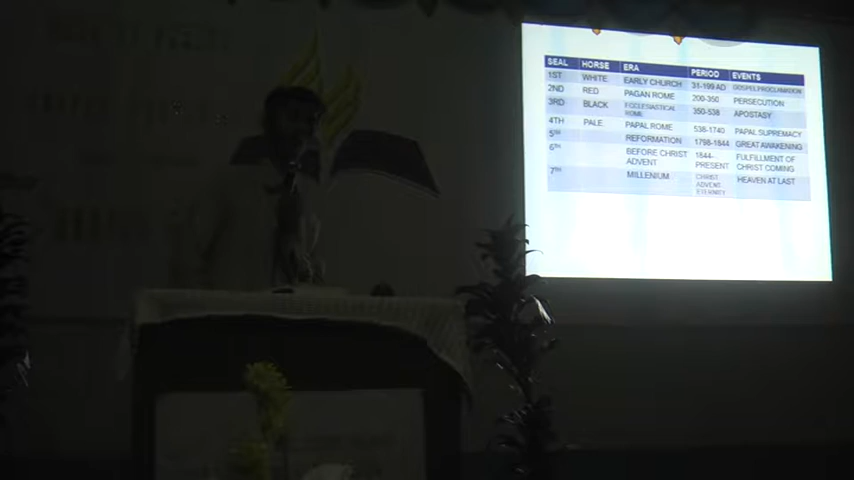 SEAL HORSE ERA PERIOD EVENTS
1ST WHITE EARLY CHURCH 31-199 AD GOSPEL PROCLAMATION
2ND RED PAGAN ROME 200-350 PERSECUTION
3RD BLACK ECCLESIASTICAL ROME 350-538 APOSTASY
4TH PALE PAPAL ROME 538-1740 PAPAL SUPREMACY
5TH REFORMATION 1798-1844 GREAT AWAKENING
6TH BEFORE CHRIST ADVENT 1844-PRESENT FULFILLMENT OF CHRIST COMING
7TH MILLENIUM CHRIST ADVENT ETERNITY HEAVEN AT LAST